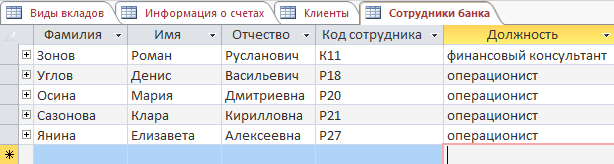 Виды вкладов Информация о счетах Клиенты Сотрудники банка
Фамилия Имя Отчество Код сотрудника Должность
Зонов Роман Русланович К11 финансовый консультант
Углов Денис Васильевич Р18 операционист
Осина Мария Дмитриевна Р20 операционист
Сазонова Клара Кирилловна Р21 операционист
Янина Елизавета Алексеевна Р27 операционист